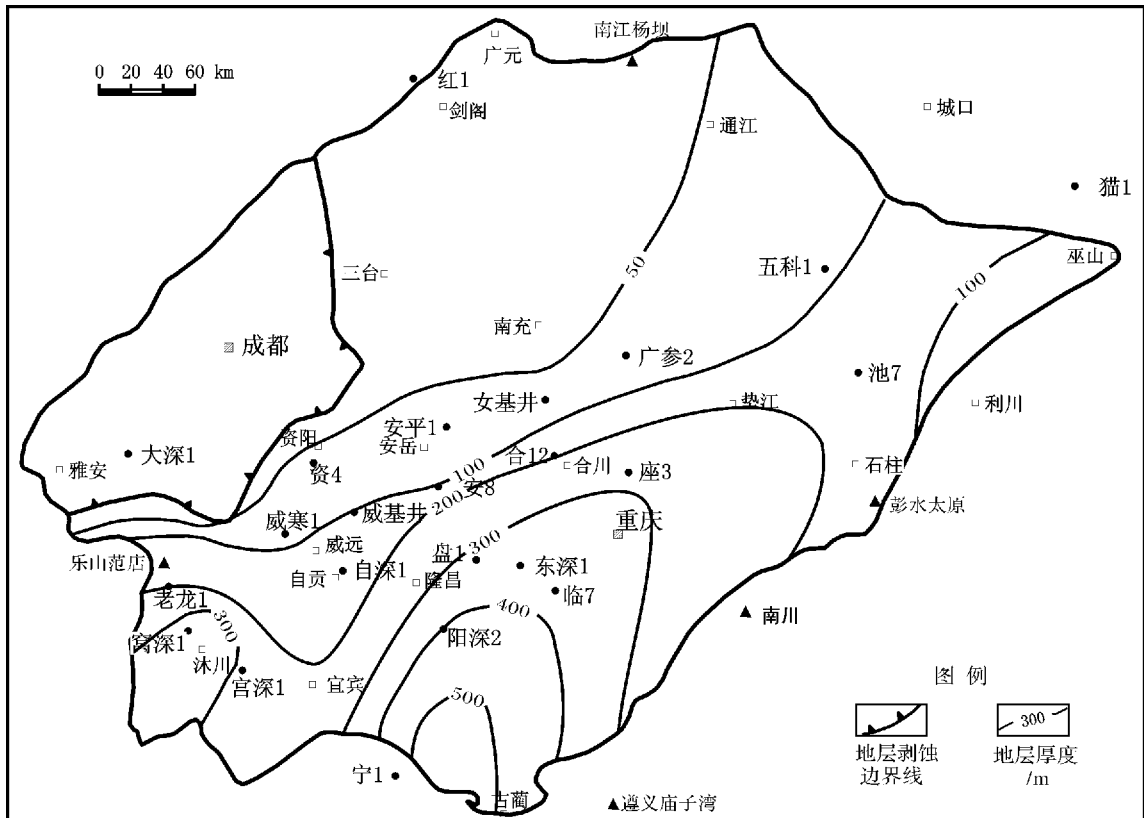 南江杨坝
广元
0 20 40 60 km
红1
剑阁
城口
通江
猫1
巫山
三台
50
五科1
100
南充
成都
广参2
池7
利川
女基井
垫江
资阳
安平1
安岳
大深1
雅安
资4
100
合12
合川
座3
石柱
200
安8
彭水太原
威寒1
威基井
重庆
300
乐山范店
威远
盘1
东深1
自贡
自深1
隆昌
老龙1
临7
400
南川
300
窝深1
阳深2
沐川
宫深1
宜宾
500
图 例
300
地层剥蚀
边界线
地层厚度
/m
宁1
古蔺
遵义庙子湾